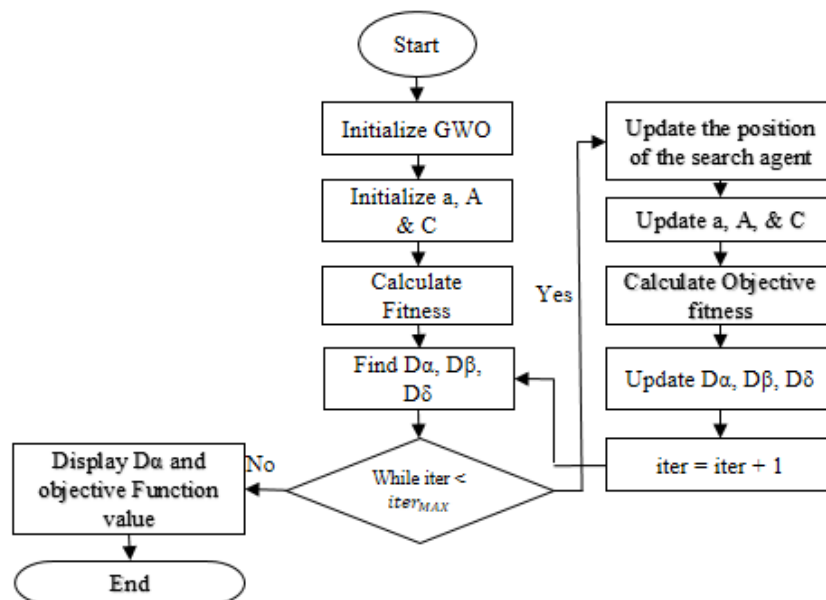 Start
Initialize GWO
Initialize a, A
& C
Calculate
Fitness
Find Dα, Dβ,
Dδ
While iter <
iter_MAX
No
Display Dα and
objective Function
value
End
Yes
Update the position
of the search agent
Update a, A, & C
Calculate Objective
fitness
Update Dα, Dβ, Dδ
iter = iter + 1